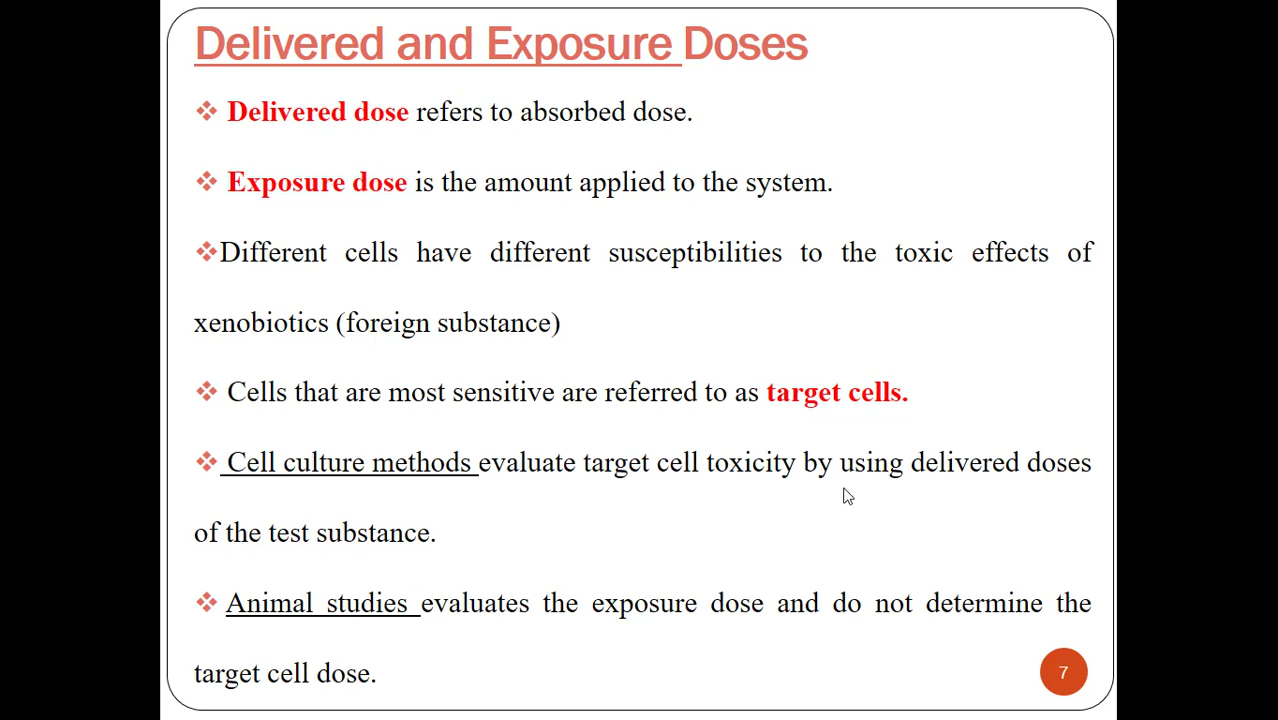 Delivered and Exposure Doses
❖ Delivered dose refers to absorbed dose.
❖ Exposure dose is the amount applied to the system.
❖Different cells have different susceptibilities to the toxic effects of
xenobiotics (foreign substance)
❖ Cells that are most sensitive are referred to as target cells.
❖ Cell culture methods evaluate target cell toxicity by using delivered doses
of the test substance.
❖ Animal studies evaluates the exposure dose and do not determine the
target cell dose.
7